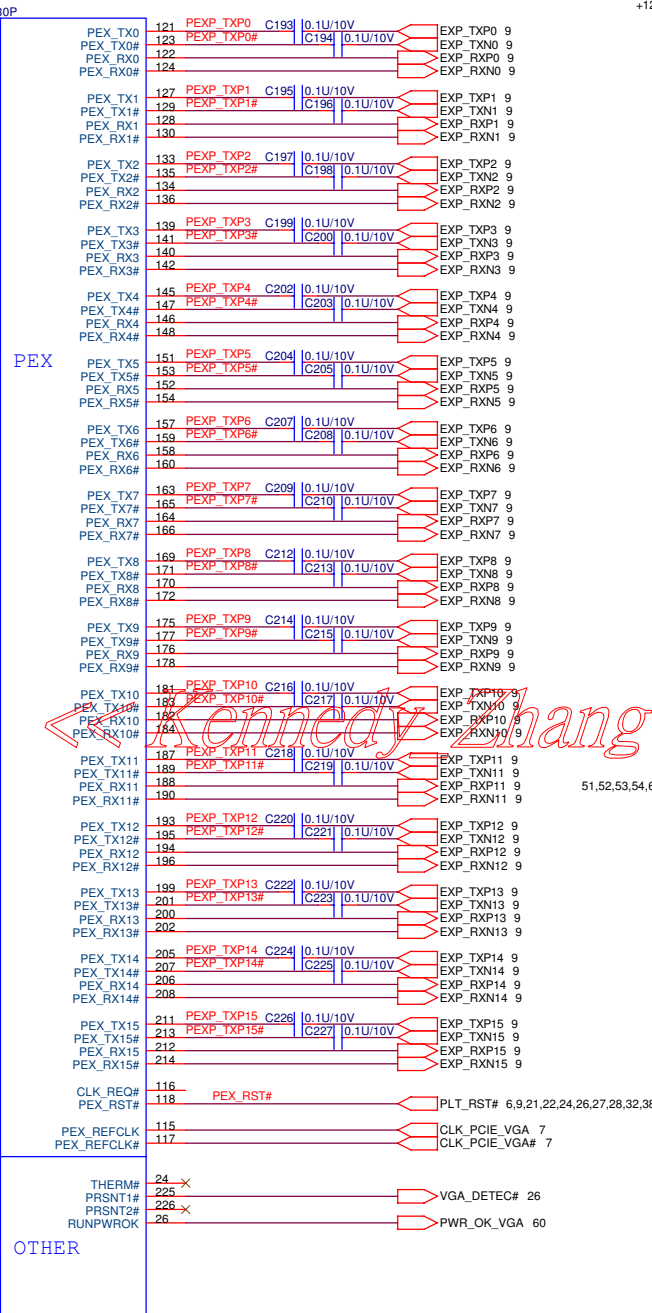 +12
30P
PEX_TX0 121 PEXP_TXP0 C193 0.1U/10V EXP_TXP0 9
PEX_TX0# 123 PEXP_TXP0# C194 0.1U/10V EXP_TXN0 9
PEX_RX0 122 EXP_RXP0 9
PEX_RX0# 124 EXP_RXN0 9
PEX_TX1 127 PEXP_TXP1 C195 0.1U/10V EXP_TXP1 9
PEX_TX1# 129 PEXP_TXP1# C196 0.1U/10V EXP_TXN1 9
PEX_RX1 128 EXP_RXP1 9
PEX_RX1# 130 EXP_RXN1 9
PEX_TX2 133 PEXP_TXP2 C197 0.1U/10V EXP_TXP2 9
PEX_TX2# 135 PEXP_TXP2# C198 0.1U/10V EXP_TXN2 9
PEX_RX2 134 EXP_RXP2 9
PEX_RX2# 136 EXP_RXN2 9
PEX_TX3 139 PEXP_TXP3 C199 0.1U/10V EXP_TXP3 9
PEX_TX3# 141 PEXP_TXP3# C200 0.1U/10V EXP_TXN3 9
PEX_RX3 140 EXP_RXP3 9
PEX_RX3# 142 EXP_RXN3 9
PEX_TX4 145 PEXP_TXP4 C202 0.1U/10V EXP_TXP4 9
PEX_TX4# 147 PEXP_TXP4# C203 0.1U/10V EXP_TXN4 9
PEX_RX4 146 EXP_RXP4 9
PEX_RX4# 148 EXP_RXN4 9
PEX
PEX_TX5 151 PEXP_TXP5 C204 0.1U/10V EXP_TXP5 9
PEX_TX5# 153 PEXP_TXP5# C205 0.1U/10V EXP_TXN5 9
PEX_RX5 152 EXP_RXP5 9
PEX_RX5# 154 EXP_RXN5 9
PEX_TX6 157 PEXP_TXP6 C207 0.1U/10V EXP_TXP6 9
PEX_TX6# 159 PEXP_TXP6# C208 0.1U/10V EXP_TXN6 9
PEX_RX6 158 EXP_RXP6 9
PEX_RX6# 160 EXP_RXN6 9
PEX_TX7 163 PEXP_TXP7 C209 0.1U/10V EXP_TXP7 9
PEX_TX7# 165 PEXP_TXP7# C210 0.1U/10V EXP_TXN7 9
PEX_RX7 164 EXP_RXP7 9
PEX_RX7# 166 EXP_RXN7 9
PEX_TX8 169 PEXP_TXP8 C212 0.1U/10V EXP_TXP8 9
PEX_TX8# 171 PEXP_TXP8# C213 0.1U/10V EXP_TXN8 9
PEX_RX8 170 EXP_RXP8 9
PEX_RX8# 172 EXP_RXN8 9
PEX_TX9 175 PEXP_TXP9 C214 0.1U/10V EXP_TXP9 9
PEX_TX9# 177 PEXP_TXP9# C215 0.1U/10V EXP_TXN9 9
PEX_RX9 176 EXP_RXP9 9
PEX_RX9# 178 EXP_RXN9 9
PEX_TX10 181 PEXP_TXP10 C216 0.1U/10V EXP_TXP10 9
PEX_TX10# 183 PEXP_TXP10# C217 0.1U/10V EXP_TXN10 9
PEX_RX10 182 EXP_RXP10 9
PEX_RX10# 184 EXP_RXN10 9
<< Kennedy_Zhang
PEX_TX11 187 PEXP_TXP11 C218 0.1U/10V EXP_TXP11 9
PEX_TX11# 189 PEXP_TXP11# C219 0.1U/10V EXP_TXN11 9
PEX_RX11 188 EXP_RXP11 9 51,52,53,54,6
PEX_RX11# 190 EXP_RXN11 9
PEX_TX12 193 PEXP_TXP12 C220 0.1U/10V EXP_TXP12 9
PEX_TX12# 195 PEXP_TXP12# C221 0.1U/10V EXP_TXN12 9
PEX_RX12 194 EXP_RXP12 9
PEX_RX12# 196 EXP_RXN12 9
PEX_TX13 199 PEXP_TXP13 C222 0.1U/10V EXP_TXP13 9
PEX_TX13# 201 PEXP_TXP13# C223 0.1U/10V EXP_TXN13 9
PEX_RX13 200 EXP_RXP13 9
PEX_RX13# 202 EXP_RXN13 9
PEX_TX14 205 PEXP_TXP14 C224 0.1U/10V EXP_TXP14 9
PEX_TX14# 207 PEXP_TXP14# C225 0.1U/10V EXP_TXN14 9
PEX_RX14 206 EXP_RXP14 9
PEX_RX14# 208 EXP_RXN14 9
PEX_TX15 211 PEXP_TXP15 C226 0.1U/10V EXP_TXP15 9
PEX_TX15# 213 PEXP_TXP15# C227 0.1U/10V EXP_TXN15 9
PEX_RX15 212 EXP_RXP15 9
PEX_RX15# 214 EXP_RXN15 9
CLK_REQ# 116
PEX_RST# 118 PEX_RST# PLT_RST# 6,9,21,22,24,26,27,28,32,38
PEX_REFCLK 115 CLK_PCIE_VGA 7
PEX_REFCLK# 117 CLK_PCIE_VGA# 7
THERM# 24
PRSNT1# 225 VGA_DETEC# 26
PRSNT2# 226
RUNPWROK 26 PWR_OK_VGA 60
OTHER